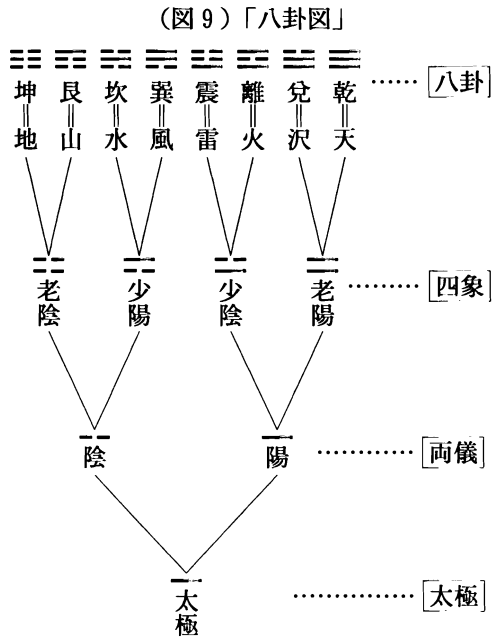 (図9)「八卦図」
坤 艮 坎 巽 震 離 兌 乾 …… [八卦]
‖ ‖ ‖ ‖ ‖ ‖ ‖ ‖
地 山 水 風 雷 火 沢 天
老陰 少陽 少陰 老陽 ………… [四象]
陰 陽 ………… [両儀]
太極 ………… [太極]